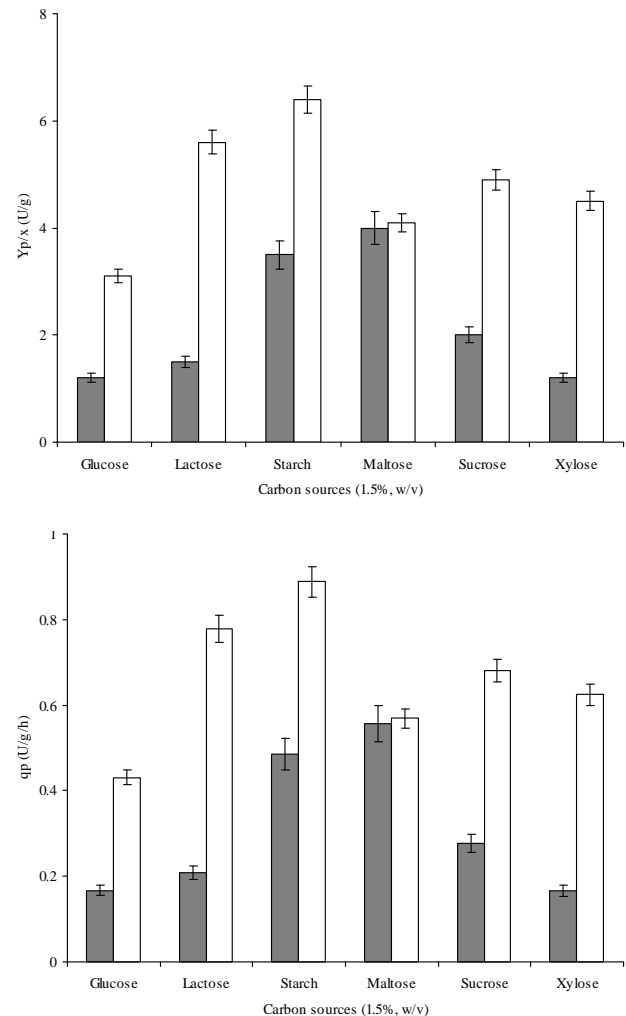 8
6
Yp/x (U/g)
4
2
0
Glucose Lactose Starch Maltose Sucrose Xylose
Carbon sources (1.5%, w/v)
1
0.8
0.6
qp (U/g/h)
0.4
0.2
0
Glucose Lactose Starch Maltose Sucrose Xylose
Carbon sources (1.5%, w/v)